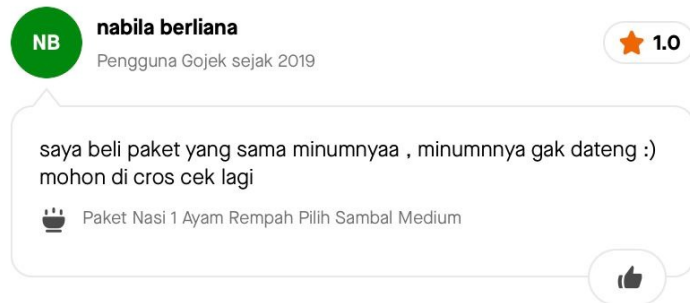 NB
nabila berliana
Pengguna Gojek sejak 2019
1.0
saya beli paket yang sama minumnyaa , minumnnya gak dateng :)
mohon di cros cek lagi
Paket Nasi 1 Ayam Rempah Pilih Sambal Medium